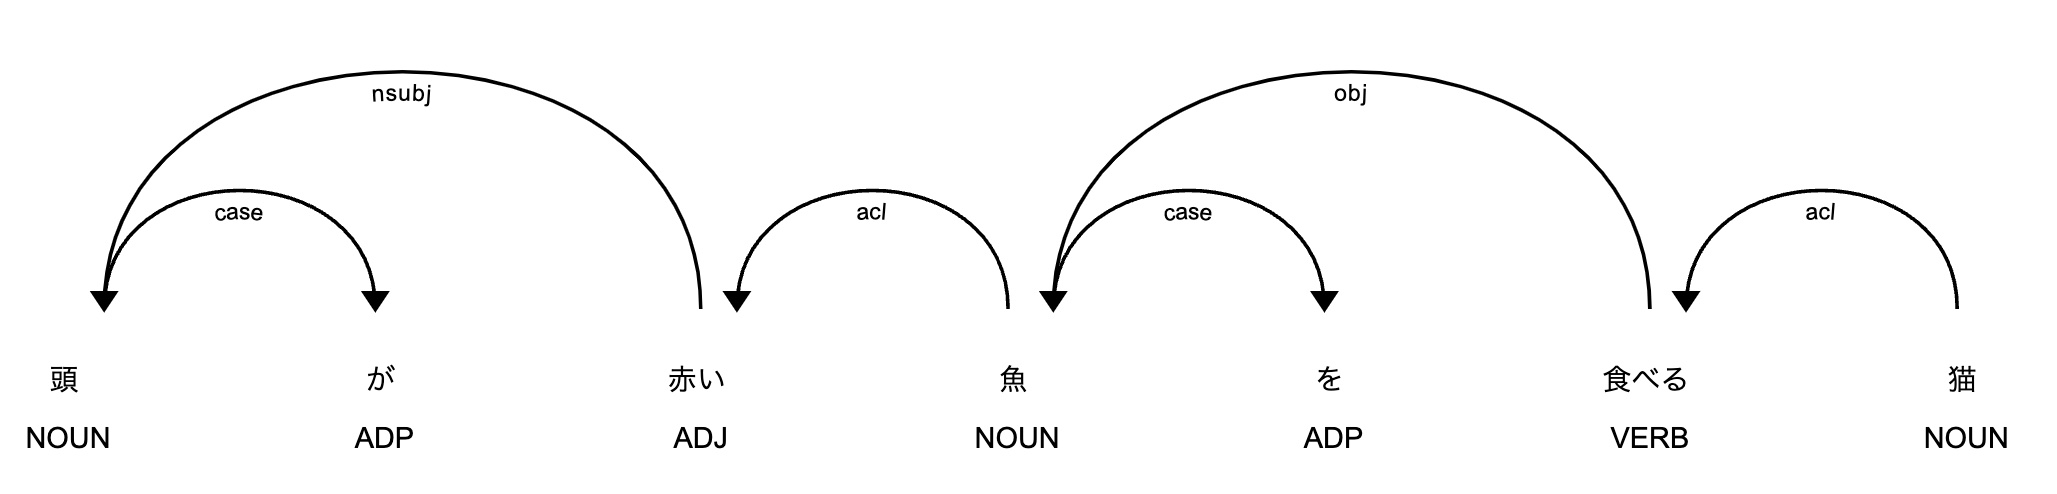 nsubj obj
case acl case acl
頭 が 赤い 魚 を 食べる 猫
NOUN ADP ADJ NOUN ADP VERB NOUN